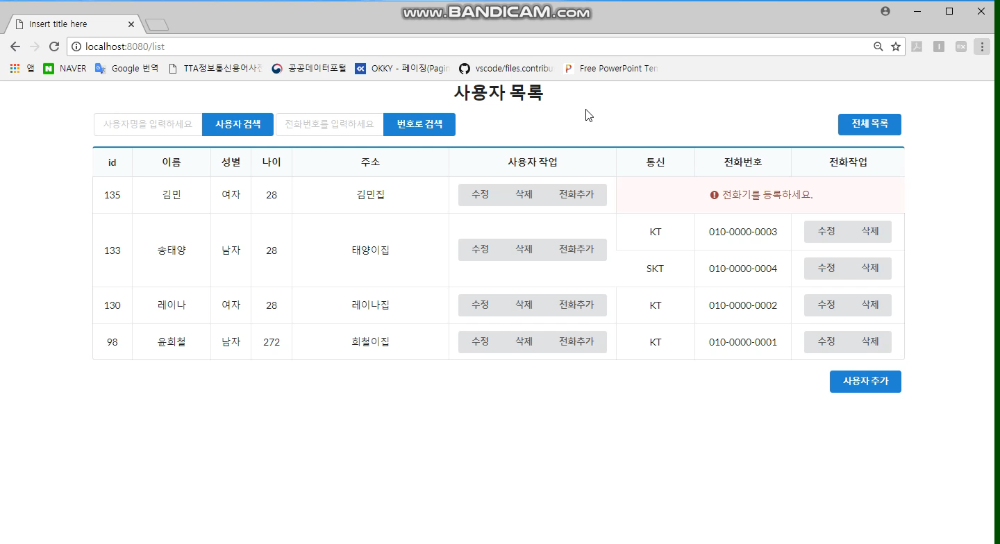 www.BANDICAM.com
Insert title here
localhost:8080/list
앱 NAVER Google 번역 TTA정보통신용어사전 공공데이터포털 OKKY - 페이징(Pagin vscode/files.contribu Free PowerPoint Ten
사용자 목록
사용자명을 입력하세요 사용자 검색 전화번호를 입력하세요 번호로 검색 전체 목록
id 이름 성별 나이 주소 사용자 작업 통신 전화번호 전화작업
135 김민 여자 28 김민집 수정 삭제 전화추가 전화기를 등록하세요.
133 송태양 남자 28 태양이집 수정 삭제 전화추가 KT 010-0000-0003 수정 삭제
SKT 010-0000-0004 수정 삭제
130 레이나 여자 28 레이나집 수정 삭제 전화추가 KT 010-0000-0002 수정 삭제
98 윤희철 남자 272 희철이집 수정 삭제 전화추가 KT 010-0000-0001 수정 삭제
사용자 추가